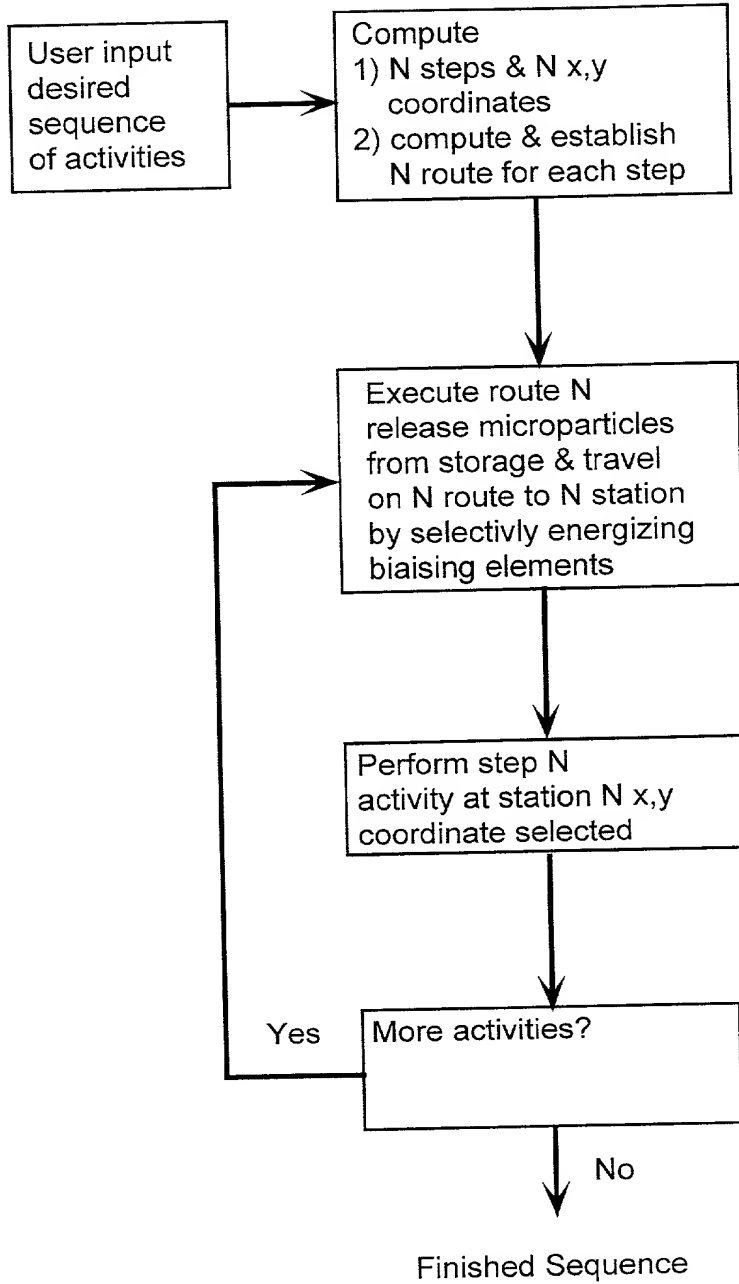 User input
desired
sequence
of activities
Compute
1) N steps & N x,y
coordinates
2) compute & establish
N route for each step
Execute route N
release microparticles
from storage & travel
on N route to N station
by selectivly energizing
biaising elements
Perform step N
activity at station N x,y
coordinate selected
More activities?
Yes
No
Finished Sequence